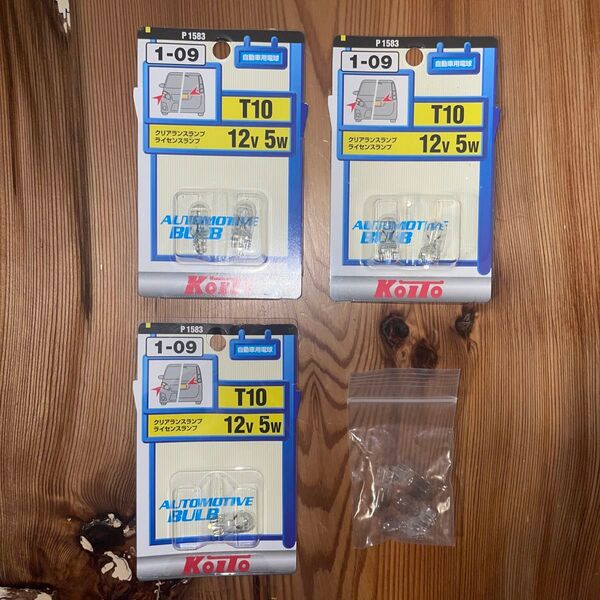 P 1583
1-09
自動車用電球
T10
クリアランスランプ
ライセンスランプ
12V 5W
AUTOMOTIVE
BULB
KOITO
P 1583
1-09
自動車用電球
T10
クリアランスランプ
ライセンスランプ
12V 5W
AUTOMOTIVE
BULB
KOITO
P 1583
1-09
自動車用電球
T10
クリアランスランプ
ライセンスランプ
12V 5W
AUTOMOTIVE
BULB
KOITO